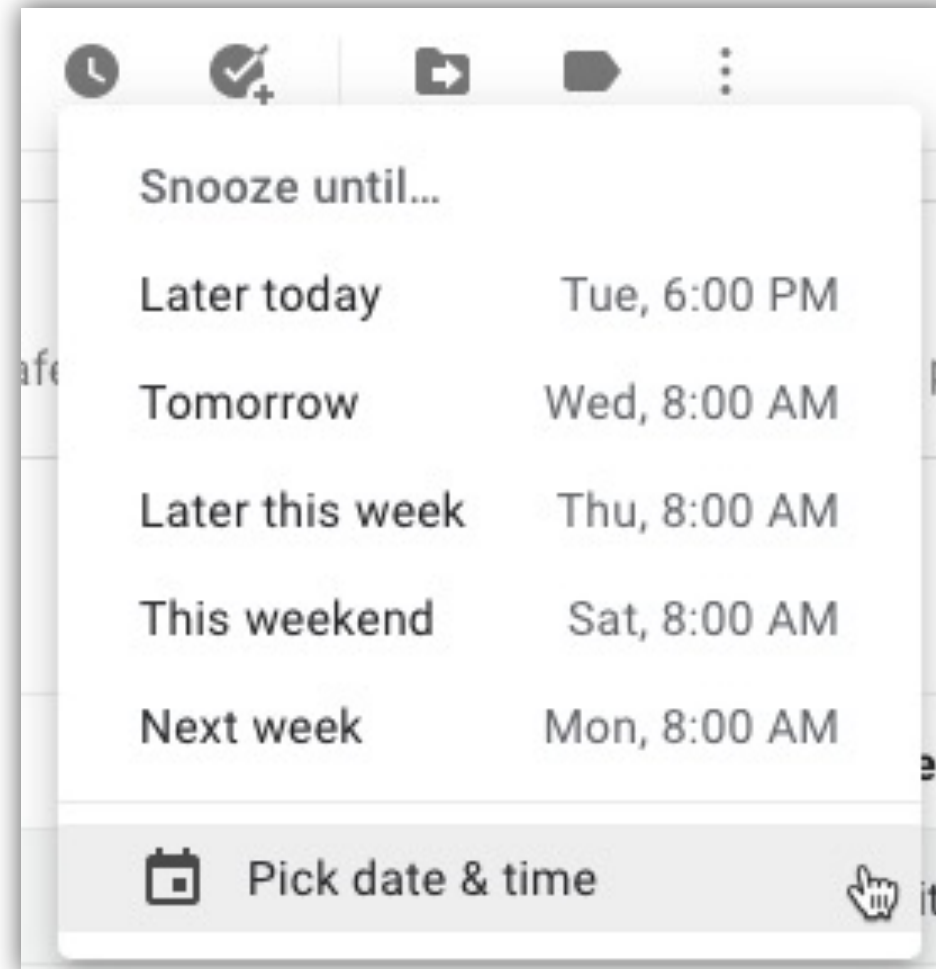 Snooze until...
Later today Tue, 6:00 PM
Tomorrow Wed, 8:00 AM
Later this week Thu, 8:00 AM
This weekend Sat, 8:00 AM
Next week Mon, 8:00 AM
Pick date & time